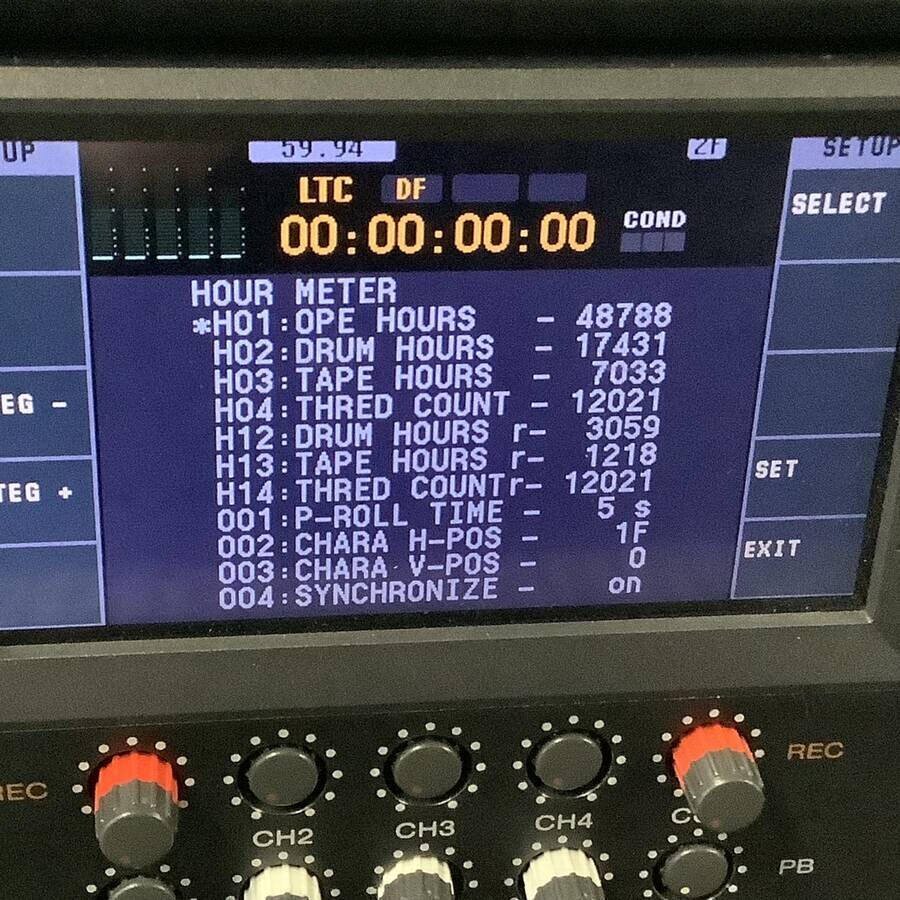 UP
59.94
2F
SETUP
LTC DF
00:00:00:00
COND
SELECT
HOUR METER
*H01:OPE HOURS - 48788
H02:DRUM HOURS - 17431
H03:TAPE HOURS - 7033
H04:THRED COUNT - 12021
H12:DRUM HOURS r- 3059
H13:TAPE HOURS r- 1218
H14:THRED COUNTr- 12021
001:P-ROLL TIME - 5 s
002:CHARA H-POS - 1F
003:CHARA V-POS - 0
004:SYNCHRONIZE - on
EG -
TEG +
SET
EXIT
REC
REC
CH2
CH3
CH4
PB